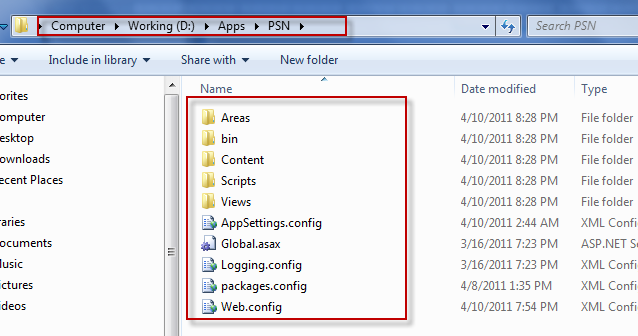 Computer Working (D:) Apps PSN Search PSN
e Include in library Share with New folder
Name Date modified Type
orites
omputer
esktop
ownloads
ecent Places
raries
ocuments
usic
ictures
ideos
Areas 4/10/2011 8:28 PM File folder
bin 4/10/2011 8:28 PM File folder
Content 4/10/2011 8:28 PM File folder
Scripts 4/10/2011 8:28 PM File folder
Views 4/10/2011 8:28 PM File folder
AppSettings.config 4/10/2011 2:44 AM XML Confi
Global.asax 3/16/2011 7:23 PM ASP.NET Se
Logging.config 3/16/2011 7:23 PM XML Confi
packages.config 4/8/2011 1:35 PM XML Confi
Web.config 4/10/2011 7:54 PM XML Confi